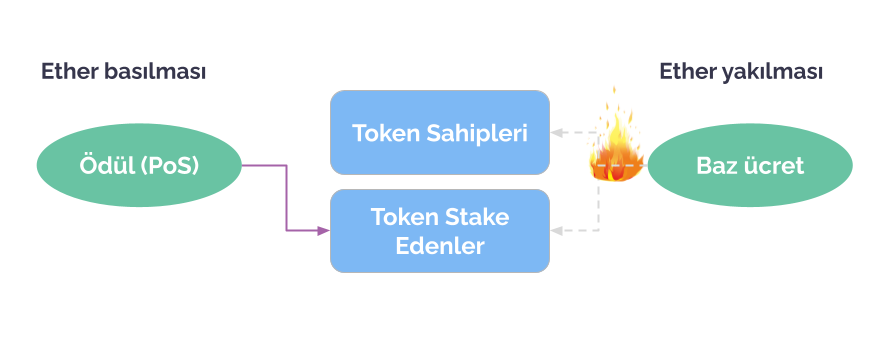 Ether basılması
Ether yakılması
Token Sahipleri
Ödül (PoS)
Baz ücret
Token Stake
Edenler